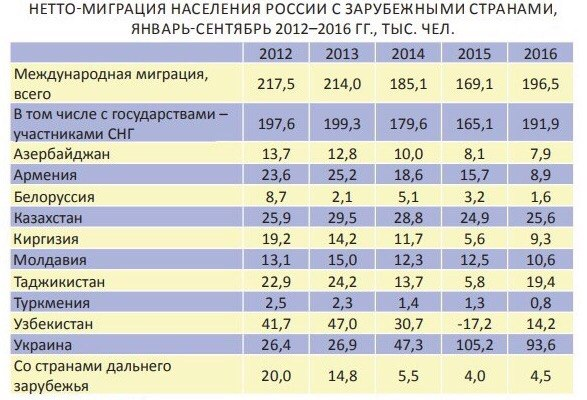 НЕТТО-МИГРАЦИЯ НАСЕЛЕНИЯ РОССИИ С ЗАРУБЕЖНЫМИ СТРАНАМИ,
ЯНВАРЬ-СЕНТЯБРЬ 2012–2016 ГГ., ТЫС. ЧЕЛ.
2012 2013 2014 2015 2016
Международная миграция,
всего 217,5 214,0 185,1 169,1 196,5
В том числе с государствами –
участниками СНГ 197,6 199,3 179,6 165,1 191,9
Азербайджан 13,7 12,8 10,0 8,1 7,9
Армения 23,6 25,2 18,6 15,7 8,9
Белоруссия 8,7 2,1 5,1 3,2 1,6
Казахстан 25,9 29,5 28,8 24,9 25,6
Киргизия 19,2 14,2 11,7 5,6 9,3
Молдавия 13,1 15,0 12,3 12,5 10,6
Таджикистан 22,9 24,2 13,7 5,8 19,4
Туркмения 2,5 2,3 1,4 1,3 0,8
Узбекистан 41,7 47,0 30,7 -17,2 14,2
Украина 26,4 26,9 47,3 105,2 93,6
Со странами дальнего
зарубежья 20,0 14,8 5,5 4,0 4,5